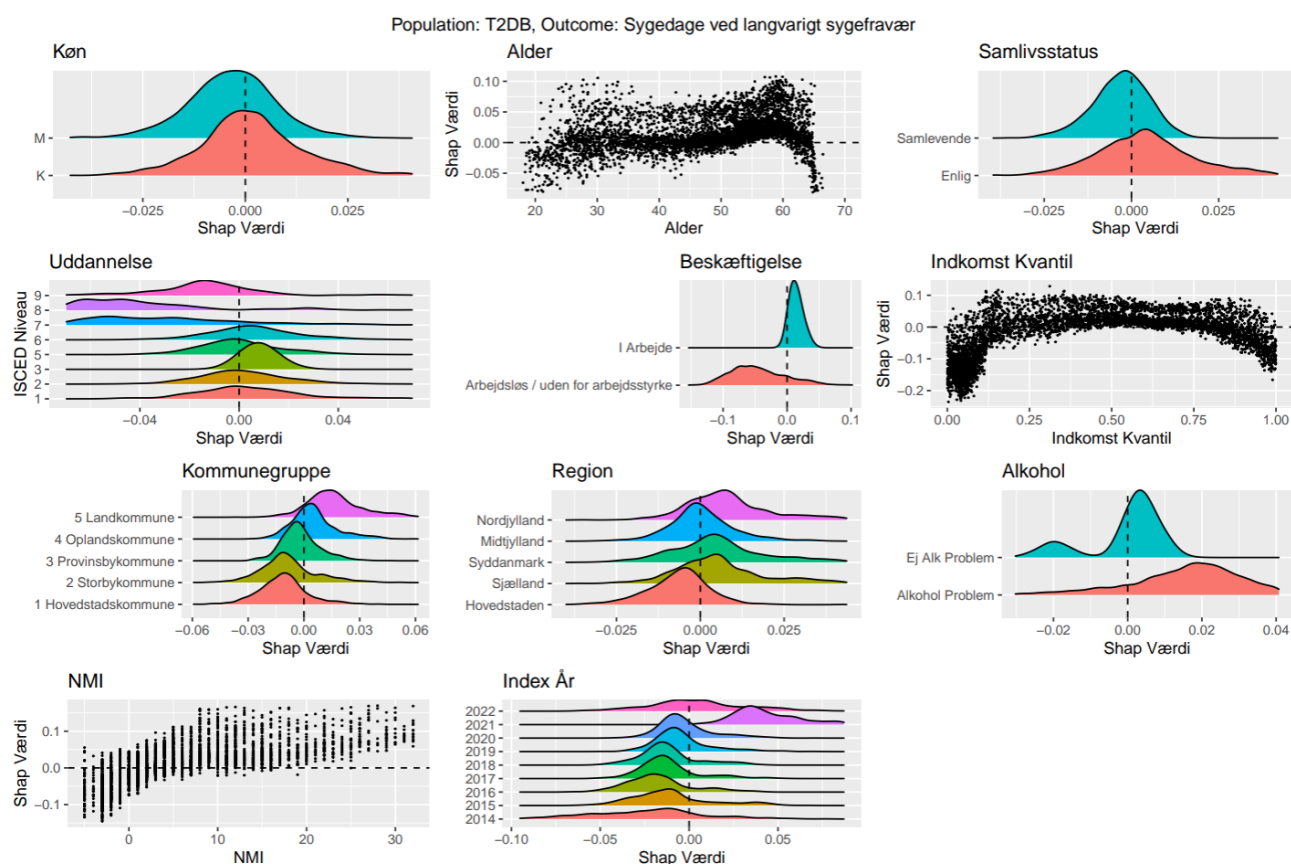 Population: T2DB, Outcome: Sygedage ved langvarigt sygefravær
Køn
M
K
−0.025 0.000 0.025
Shap Værdi
Alder
Shap Værdi
0.10
0.05
0.00
−0.05
20 30 40 50 60 70
Alder
Samlivsstatus
Samlevende
Enlig
−0.025 0.000 0.025
Shap Værdi
Uddannelse
ISCED Niveau
9
8
7
6
5
3
2
1
−0.04 0.00 0.04
Shap Værdi
Beskæftigelse
I Arbejde
Arbejdsløs / uden for arbejdsstyrke
−0.1 0.0 0.1
Shap Værdi
Indkomst Kvantil
Shap Værdi
0.1
0.0
−0.1
−0.2
0.00 0.25 0.50 0.75 1.00
Indkomst Kvantil
Kommunegruppe
5 Landkommune
4 Oplandskommune
3 Provinsbykommune
2 Storbykommune
1 Hovedstadskommune
−0.06 −0.03 0.00 0.03 0.06
Shap Værdi
Region
Nordjylland
Midtjylland
Syddanmark
Sjælland
Hovedstaden
−0.025 0.000 0.025
Shap Værdi
Alkohol
Ej Alk Problem
Alkohol Problem
−0.02 0.00 0.02 0.04
Shap Værdi
NMI
Shap Værdi
0.1
0.0
−0.1
0 10 20 30
NMI
Index År
2022
2021
2020
2019
2018
2017
2016
2015
2014
−0.10 −0.05 0.00 0.05
Shap Værdi